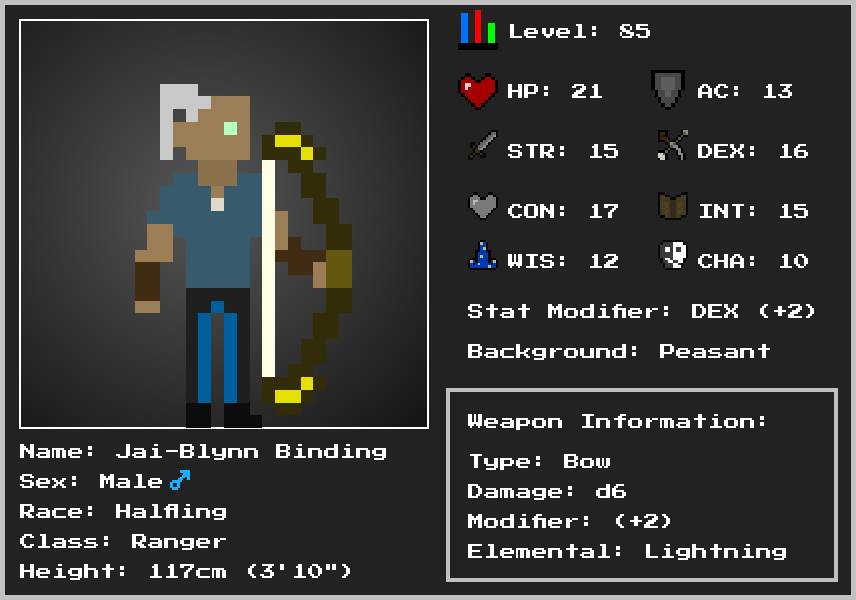 Level: 85
HP: 21 AC: 13
STR: 15 DEX: 16
CON: 17 INT: 15
WIS: 12 CHA: 10
Stat Modifier: DEX (+2)
Background: Peasant
Weapon Information:
Type: Bow
Damage: d6
Modifier: (+2)
Elemental: Lightning
Name: Jai-Blynn Binding
Sex: Male ♂
Race: Halfling
Class: Ranger
Height: 117cm (3'10")